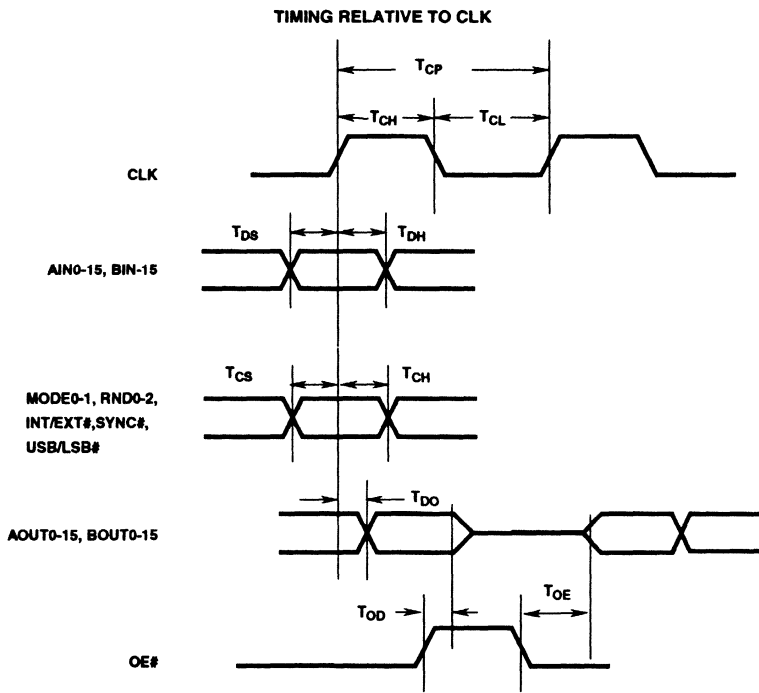 TIMING RELATIVE TO CLK
TCP
TCH TCL
CLK
TDS TDH
AIN0-15, BIN-15
TCS TCH
MODE0-1, RND0-2,
INT/EXT#,SYNC#,
USB/LSB#
TDO
AOUT0-15, BOUT0-15
TOD TOE
OE#